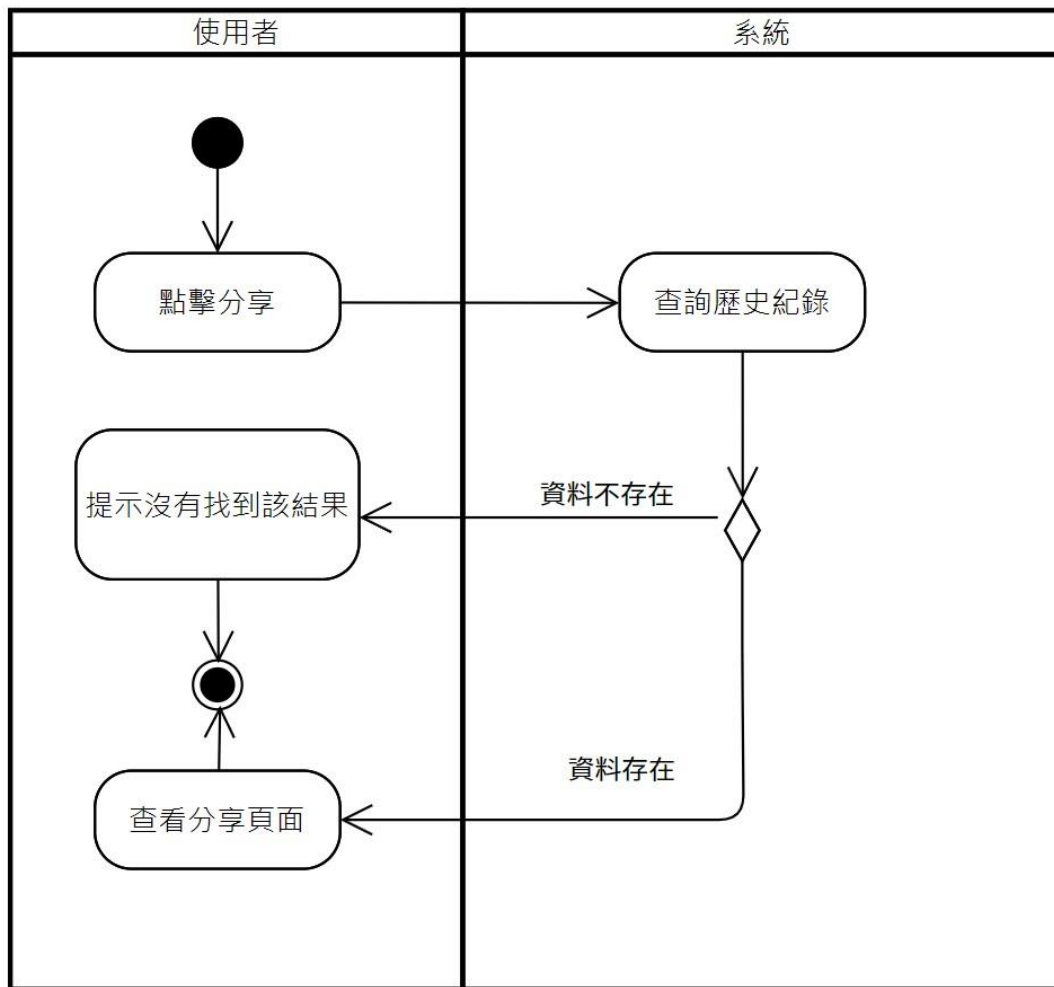 使用者
系統
點擊分享
查詢歷史紀錄
資料不存在
提示沒有找到該結果
資料存在
查看分享頁面